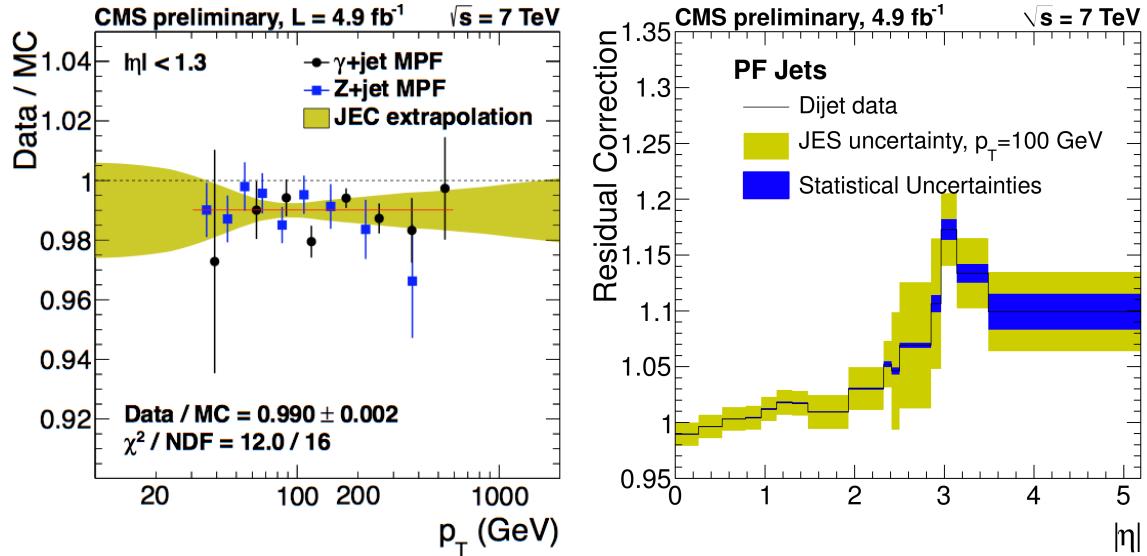 CMS preliminary, L = 4.9 fb⁻¹ √s = 7 TeV
Data / MC
1.04
1.02
1
0.98
0.96
0.94
0.92
|η| < 1.3
γ+jet MPF
Z+jet MPF
JEC extrapolation
Data / MC = 0.990 ± 0.002
χ² / NDF = 12.0 / 16
20 100 200 1000
p_T (GeV)
CMS preliminary, 4.9 fb⁻¹ √s = 7 TeV
Residual Correction
1.35
1.3
1.25
1.2
1.15
1.1
1.05
1
0.95
PF Jets
Dijet data
JES uncertainty, p_T=100 GeV
Statistical Uncertainties
0 1 2 3 4 5
|η|